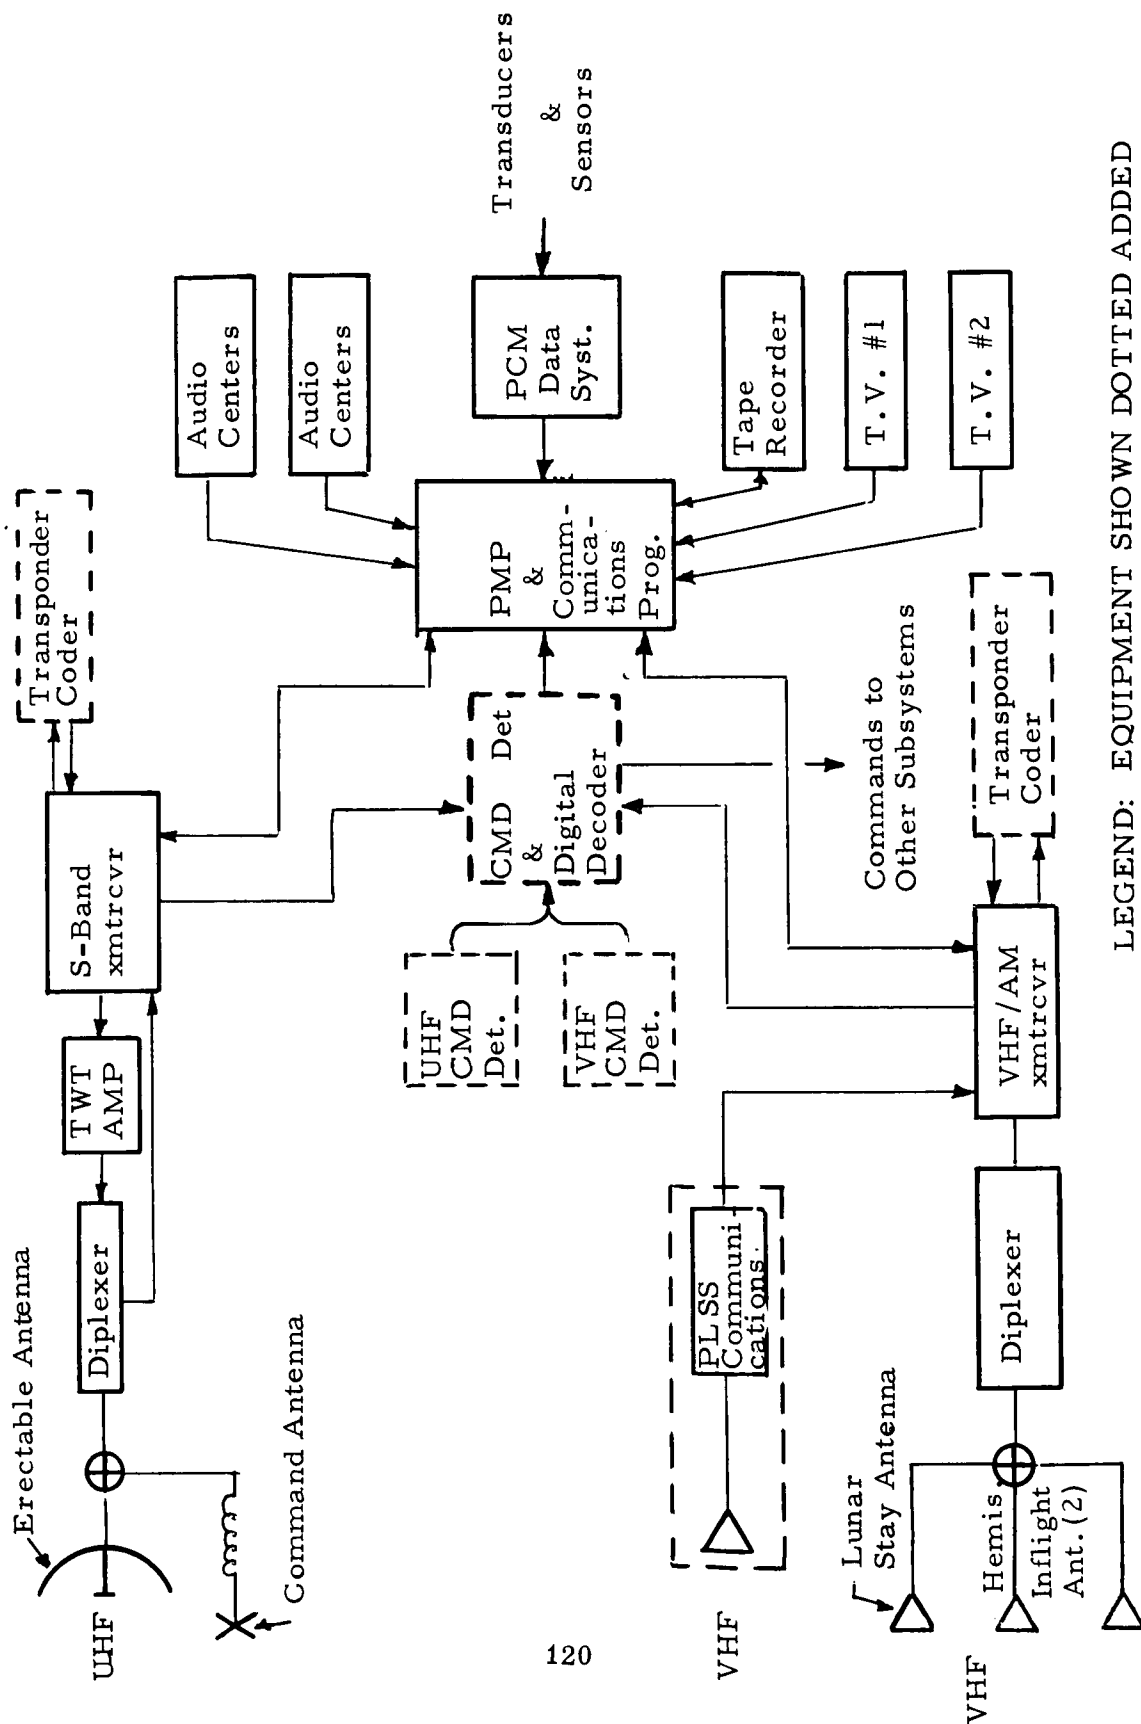 UHF
Erectable Antenna
Command Antenna
Diplexer
TWT
AMP
S-Band
xmtrcvr
Transponder
Coder
Audio
Centers
Audio
Centers
UHF
CMD
Det.
VHF
CMD
Det.
CMD Det
&
Digital
Decoder
PMP
&
Comm-
unica-
tions
Prog.
PCM
Data
Syst.
Transducers
&
Sensors
Tape
Recorder
T.V. #1
T.V. #2
Commands to
Other Subsystems
VHF
PLSS
Communi-
cations.
VHF
Lunar
Stay Antenna
Hemis
Inflight
Ant.(2)
Diplexer
VHF/AM
xmtrcvr
Transponder
Coder
LEGEND: EQUIPMENT SHOWN DOTTED ADDED
120